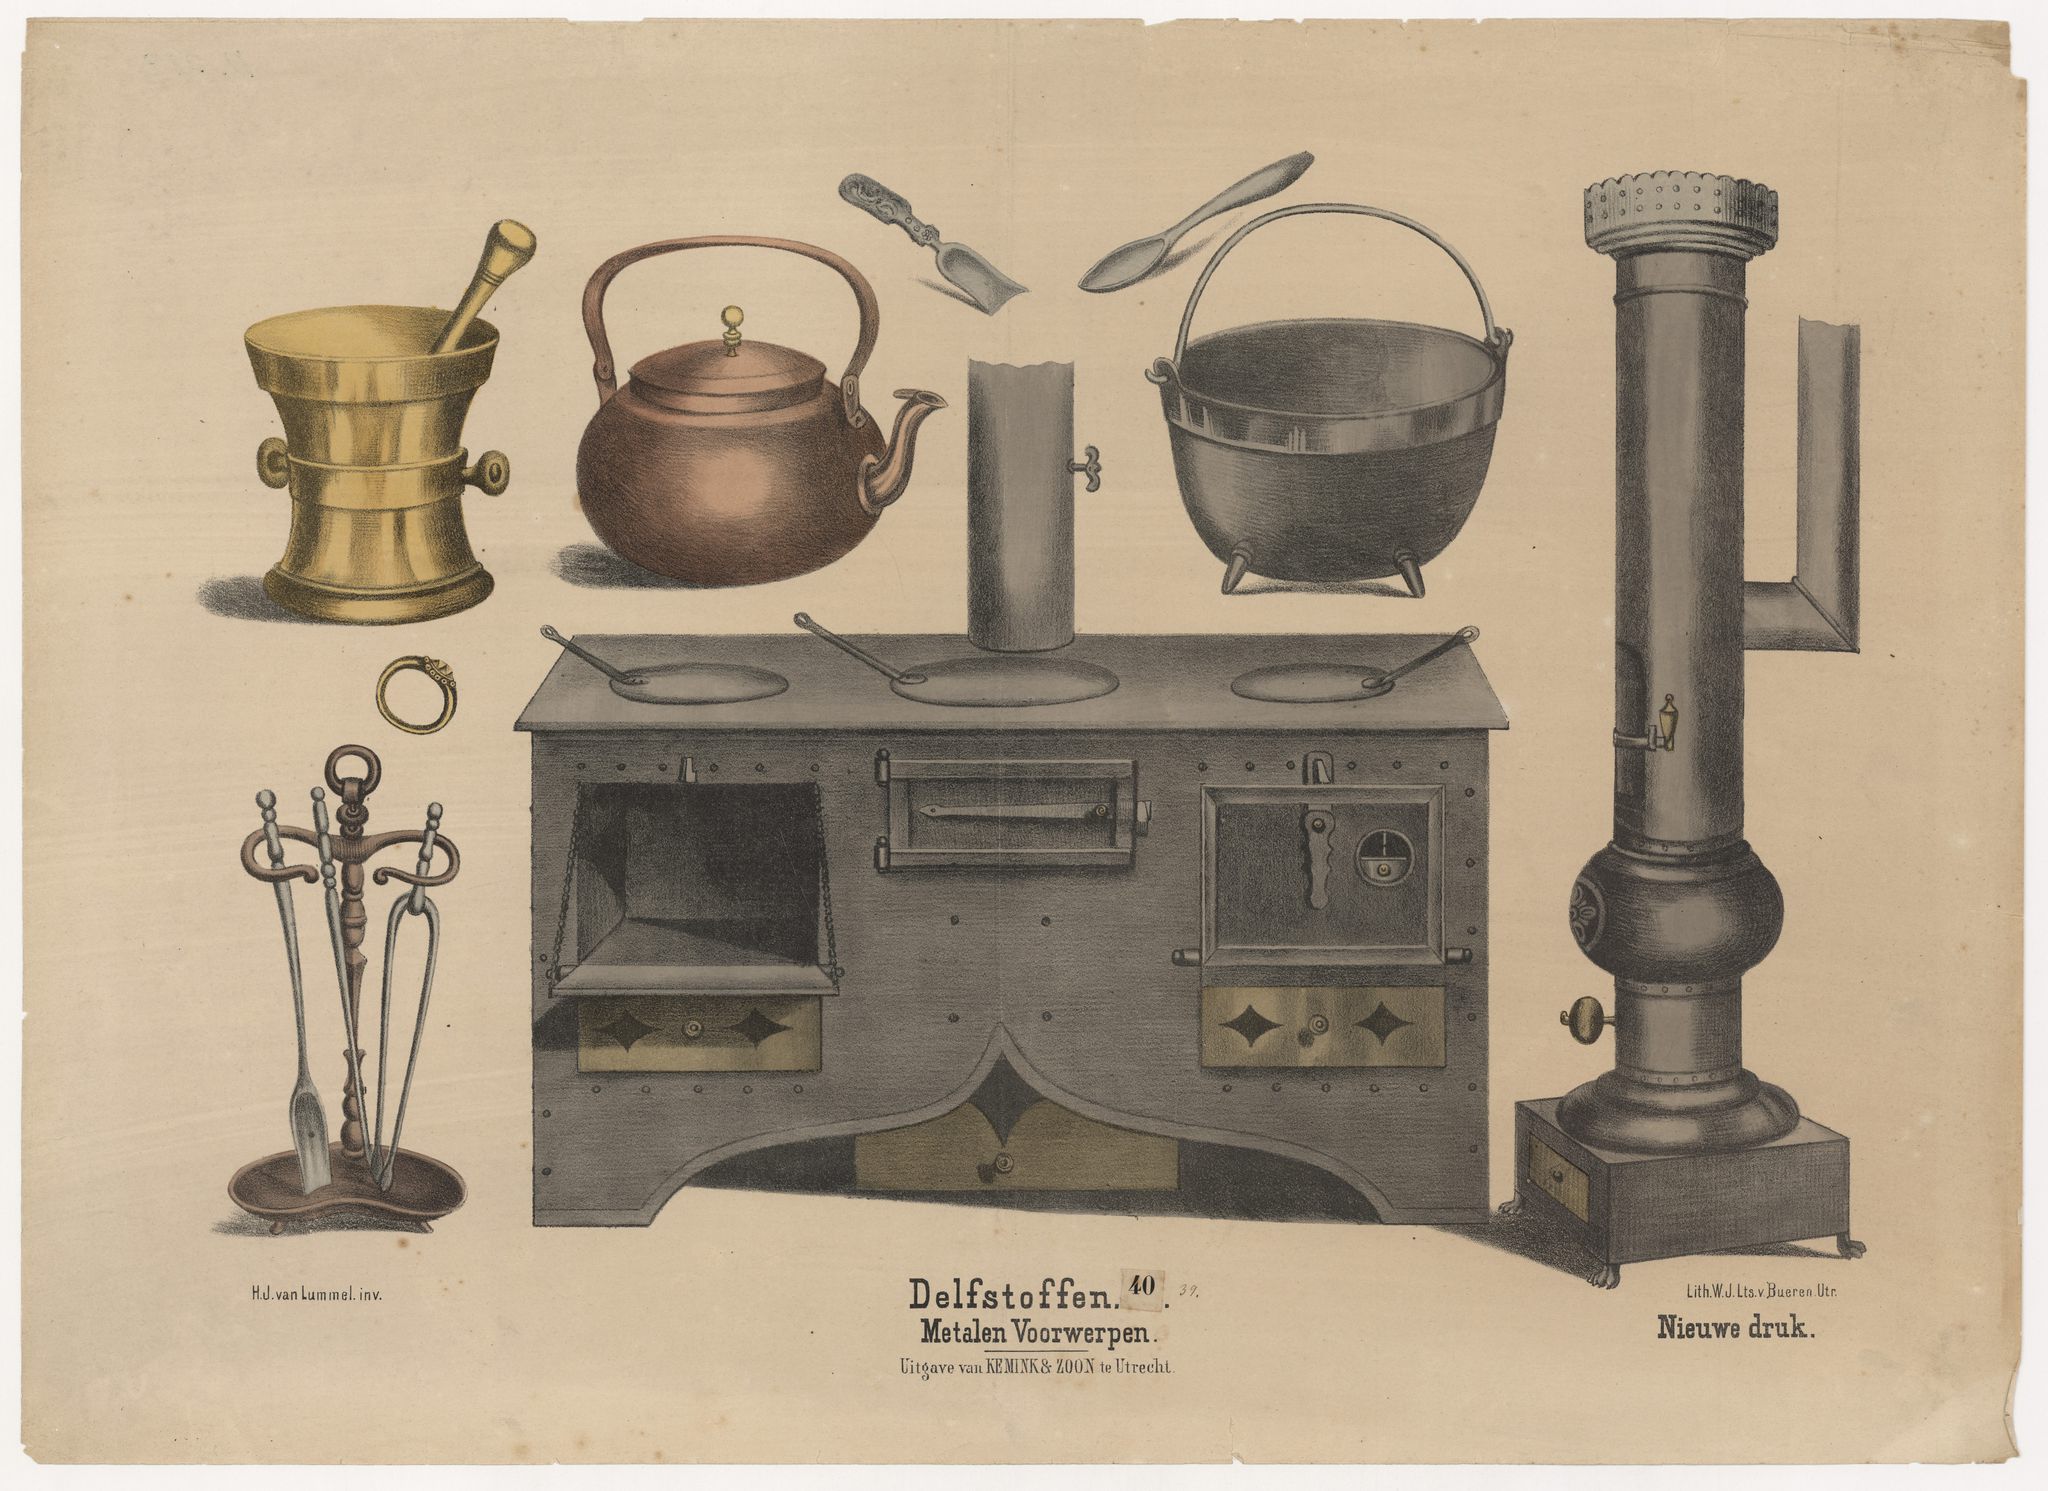 H.J. van Lummel. inv.
Delfstoffen. 40. 39.
Metalen Voorwerpen.
Uitgave van KEMINK & ZOON te Utrecht.
Lith. W. J. Lts. v. Bueren. Utr.
Nieuwe druk.